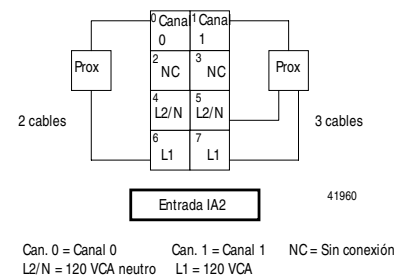 0 Canal 1 Canal
0 1
Prox 2 NC 3 NC Prox
4 L2/N 5 L2/N
2 cables 3 cables
6 L1 7 L1
Entrada IA2
41960
Can. 0 = Canal 0 Can. 1 = Canal 1 NC = Sin conexión
L2/N = 120 VCA neutro L1 = 120 VCA